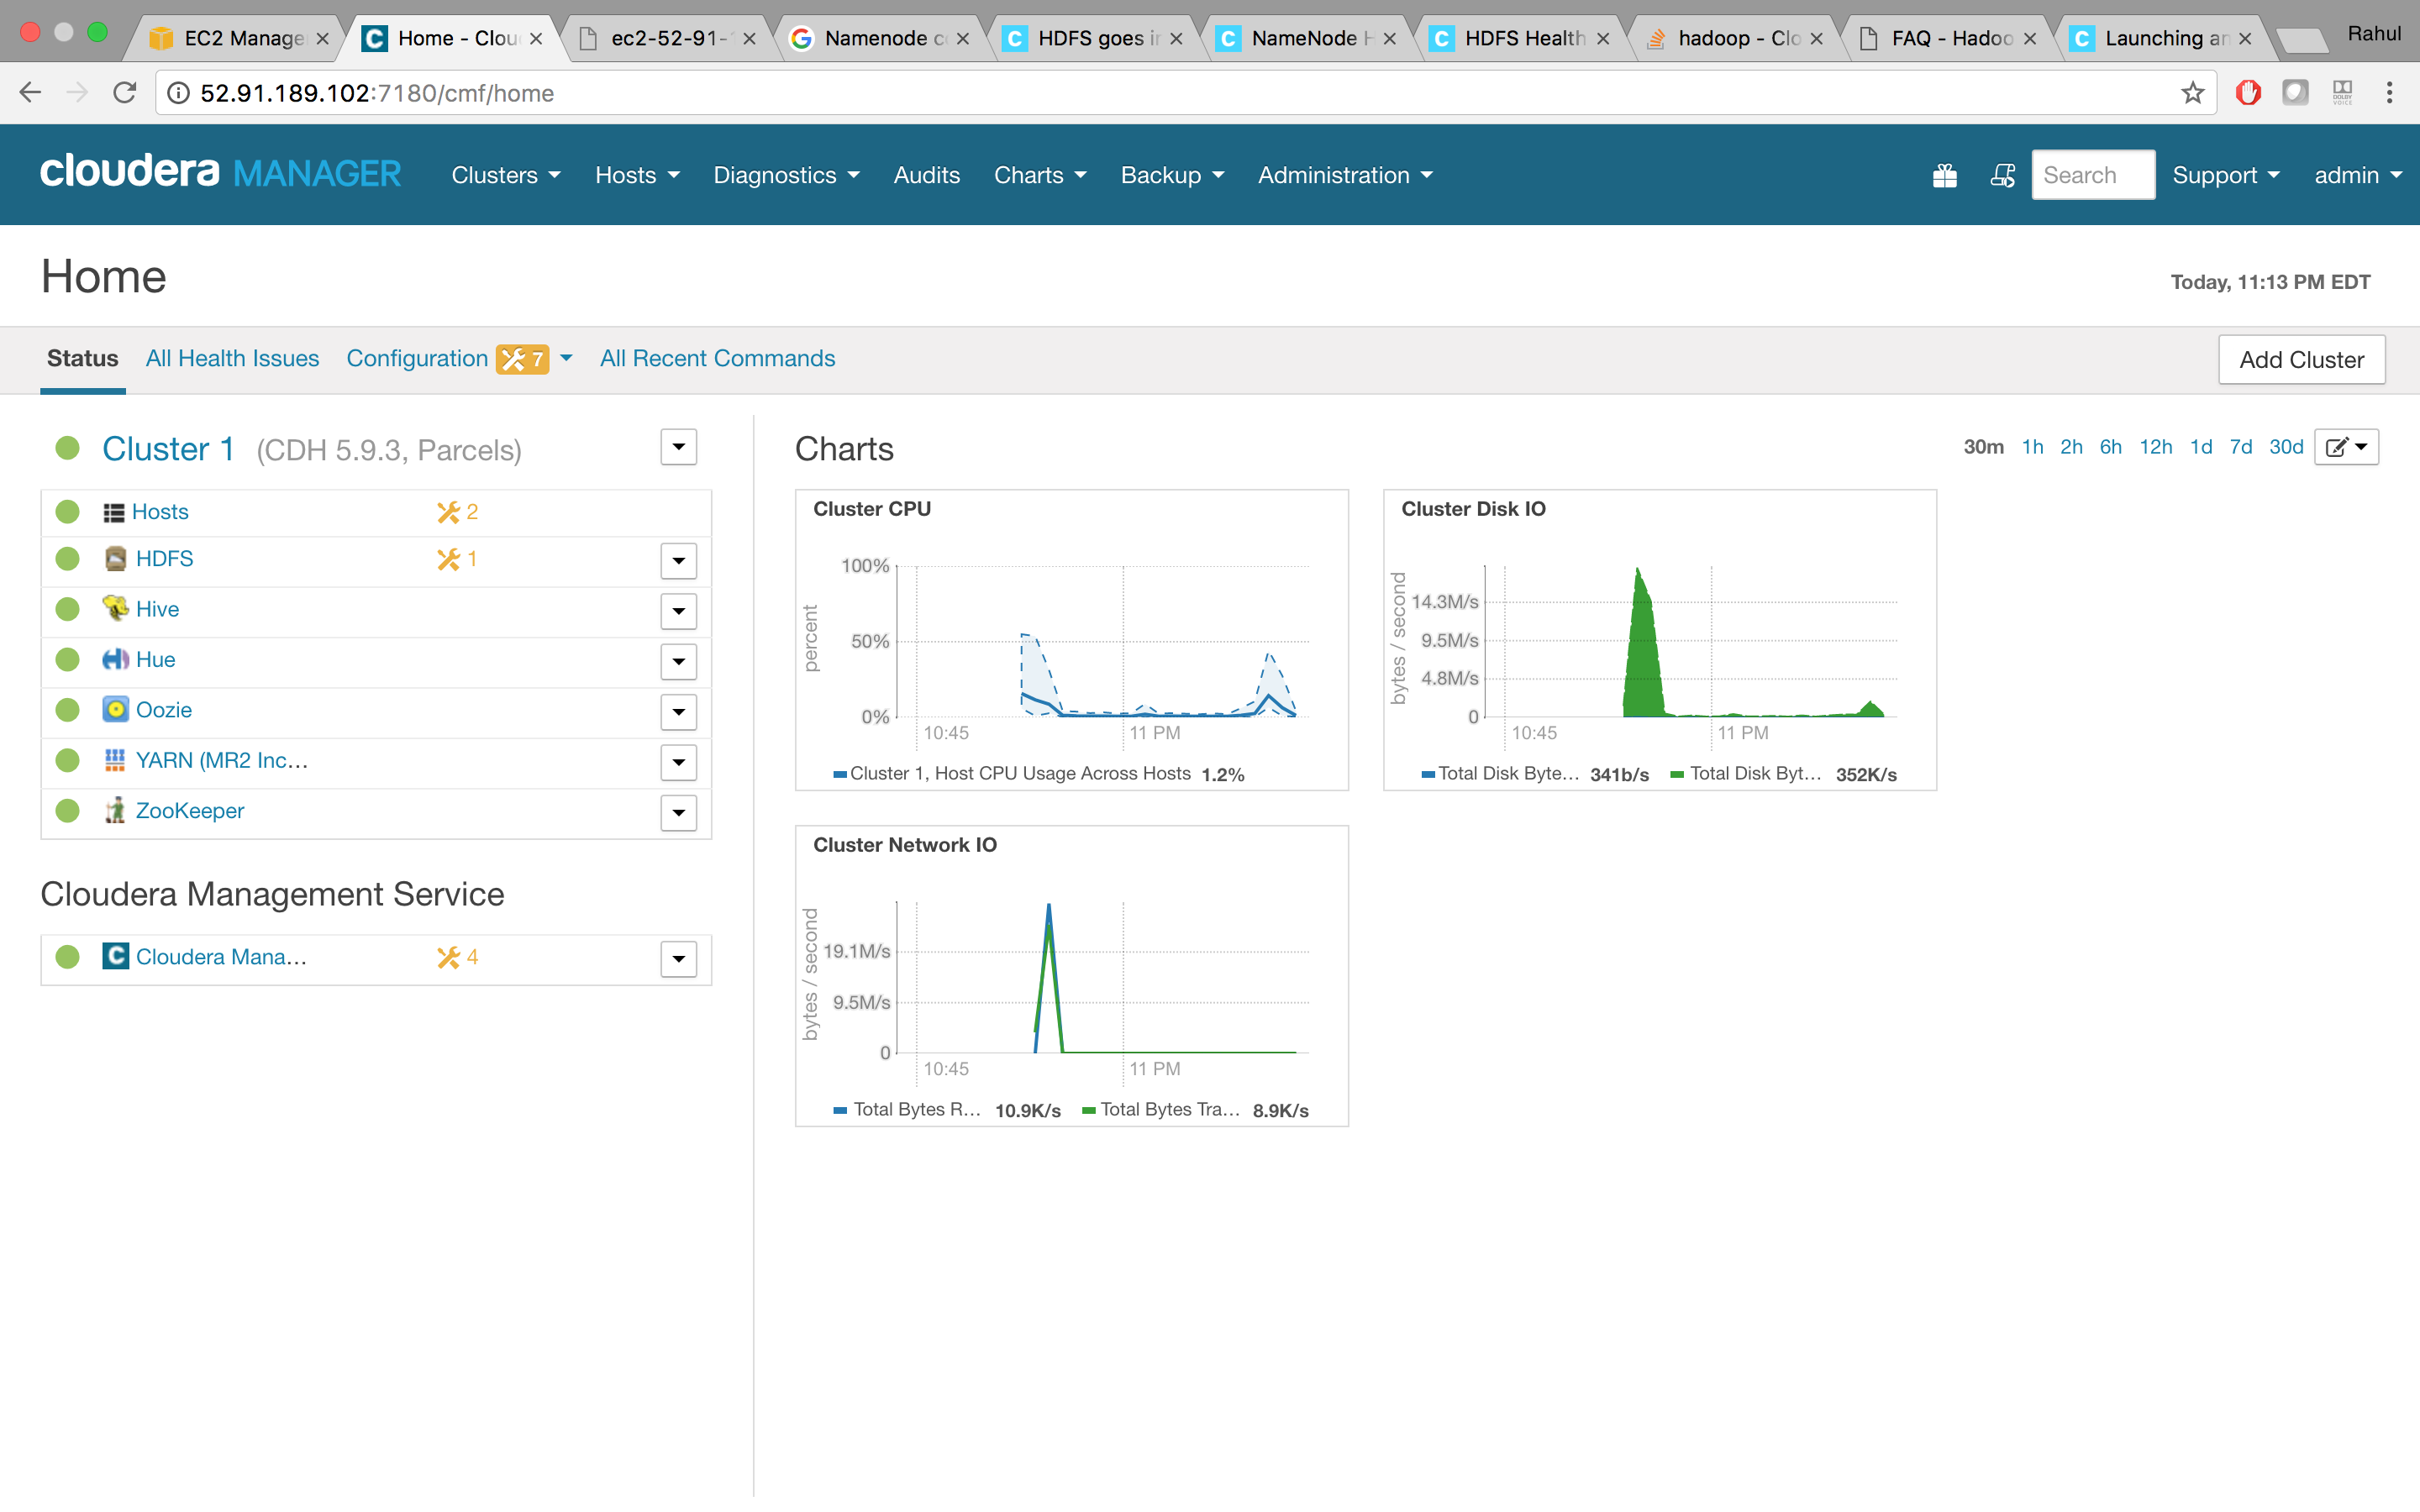 EC2 Manage
Home - Clou
ec2-52-91-
Namenode c
HDFS goes i
NameNode H
HDFS Health
hadoop - Clo
FAQ - Hadoo
Launching an
Rahul
52.91.189.102:7180/cmf/home
cloudera MANAGER
Clusters
Hosts
Diagnostics
Audits
Charts
Backup
Administration
Search
Support
admin
Home
Today, 11:13 PM EDT
Status
All Health Issues
Configuration 7
All Recent Commands
Add Cluster
Cluster 1 (CDH 5.9.3, Parcels)
Hosts 2
HDFS 1
Hive
Hue
Oozie
YARN (MR2 Inc...
ZooKeeper
Cloudera Management Service
Cloudera Mana... 4
Charts
30m 1h 2h 6h 12h 1d 7d 30d
Cluster CPU
percent
100%
50%
0%
10:45
11 PM
Cluster 1, Host CPU Usage Across Hosts 1.2%
Cluster Disk IO
bytes / second
14.3M/s
9.5M/s
4.8M/s
0
10:45
11 PM
Total Disk Byte... 341b/s Total Disk Byt... 352K/s
Cluster Network IO
bytes / second
19.1M/s
9.5M/s
0
10:45
11 PM
Total Bytes R... 10.9K/s Total Bytes Tra... 8.9K/s